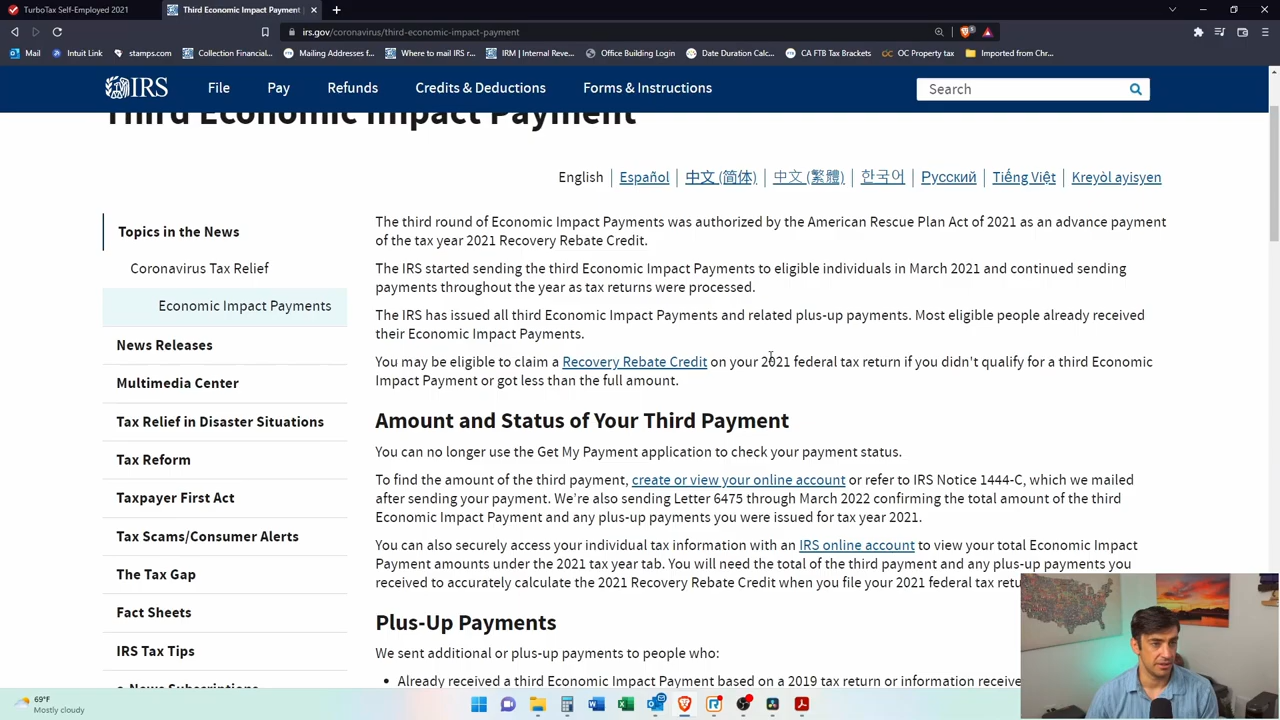 TurboTax Self-Employed 2021
Third Economic Impact Payment
irs.gov/coronavirus/third-economic-impact-payment
Mail
Intuit Link
stamps.com
Collection Financial...
Mailing Addresses f...
Where to mail IRS r...
IRM | Internal Reve...
Office Building Login
Date Duration Calc...
CA FTB Tax Brackets
OC Property tax
Imported from Chr...
IRS
File
Pay
Refunds
Credits & Deductions
Forms & Instructions
Search
Third Economic Impact Payment
English
Español
中文 (简体)
中文 (繁體)
한국어
Русский
Tiếng Việt
Kreyòl ayisyen
Topics in the News
Coronavirus Tax Relief
Economic Impact Payments
News Releases
Multimedia Center
Tax Relief in Disaster Situations
Tax Reform
Taxpayer First Act
Tax Scams/Consumer Alerts
The Tax Gap
Fact Sheets
IRS Tax Tips
e-News Subscriptions
The third round of Economic Impact Payments was authorized by the American Rescue Plan Act of 2021 as an advance payment
of the tax year 2021 Recovery Rebate Credit.
The IRS started sending the third Economic Impact Payments to eligible individuals in March 2021 and continued sending
payments throughout the year as tax returns were processed.
The IRS has issued all third Economic Impact Payments and related plus-up payments. Most eligible people already received
their Economic Impact Payments.
You may be eligible to claim a Recovery Rebate Credit on your 2021 federal tax return if you didn't qualify for a third Economic
Impact Payment or got less than the full amount.
Amount and Status of Your Third Payment
You can no longer use the Get My Payment application to check your payment status.
To find the amount of the third payment, create or view your online account or refer to IRS Notice 1444-C, which we mailed
after sending your payment. We're also sending Letter 6475 through March 2022 confirming the total amount of the third
Economic Impact Payment and any plus-up payments you were issued for tax year 2021.
You can also securely access your individual tax information with an IRS online account to view your total Economic Impact
Payment amounts under the 2021 tax year tab. You will need the total of the third payment and any plus-up payments you
received to accurately calculate the 2021 Recovery Rebate Credit when you file your 2021 federal tax
Plus-Up Payments
We sent additional or plus-up payments to people who:
• Already received a third Economic Impact Payment based on a 2019 tax return or information
69°F
Mostly cloudy